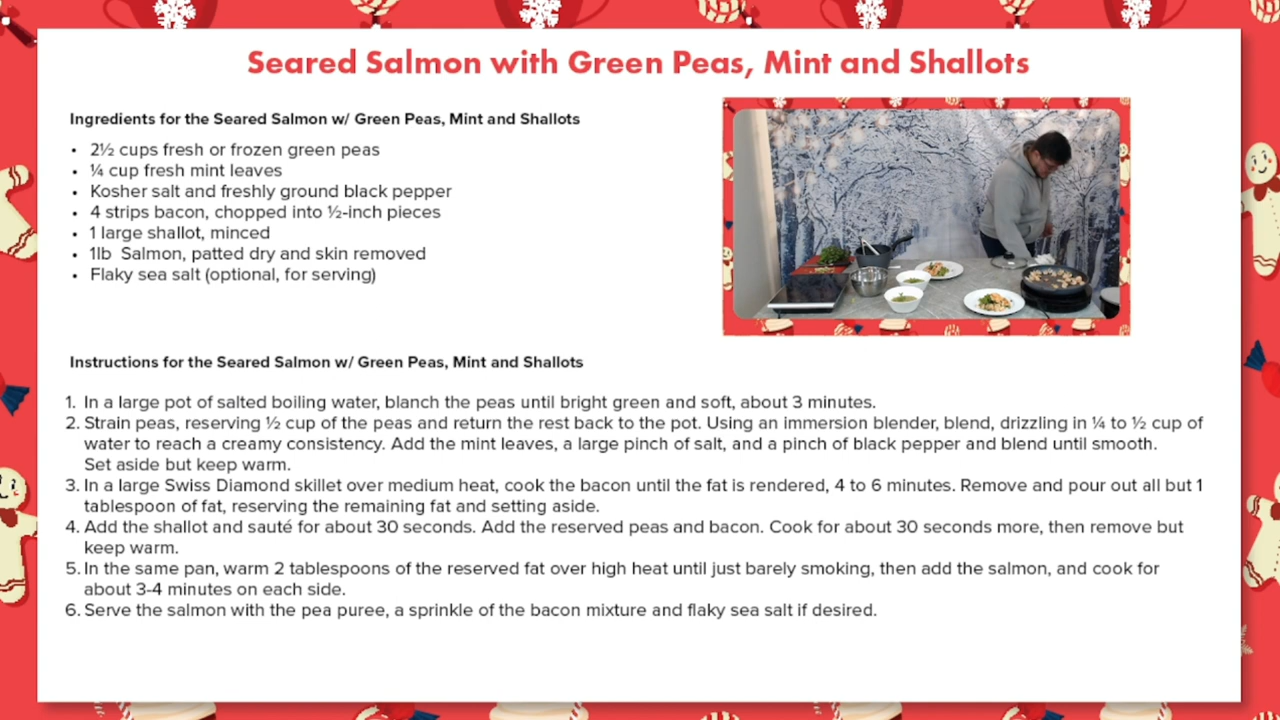 Seared Salmon with Green Peas, Mint and Shallots
Ingredients for the Seared Salmon w/ Green Peas, Mint and Shallots
• 2½ cups fresh or frozen green peas
• ¼ cup fresh mint leaves
• Kosher salt and freshly ground black pepper
• 4 strips bacon, chopped into ½-inch pieces
• 1 large shallot, minced
• 1lb  Salmon, patted dry and skin removed
• Flaky sea salt (optional, for serving)
Instructions for the Seared Salmon w/ Green Peas, Mint and Shallots
1. In a large pot of salted boiling water, blanch the peas until bright green and soft, about 3 minutes.
2. Strain peas, reserving ½ cup of the peas and return the rest back to the pot. Using an immersion blender, blend, drizzling in ¼ to ½ cup of
water to reach a creamy consistency. Add the mint leaves, a large pinch of salt, and a pinch of black pepper and blend until smooth.
Set aside but keep warm.
3. In a large Swiss Diamond skillet over medium heat, cook the bacon until the fat is rendered, 4 to 6 minutes. Remove and pour out all but 1
tablespoon of fat, reserving the remaining fat and setting aside.
4. Add the shallot and sauté for about 30 seconds. Add the reserved peas and bacon. Cook for about 30 seconds more, then remove but
keep warm.
5. In the same pan, warm 2 tablespoons of the reserved fat over high heat until just barely smoking, then add the salmon, and cook for
about 3-4 minutes on each side.
6. Serve the salmon with the pea puree, a sprinkle of the bacon mixture and flaky sea salt if desired.